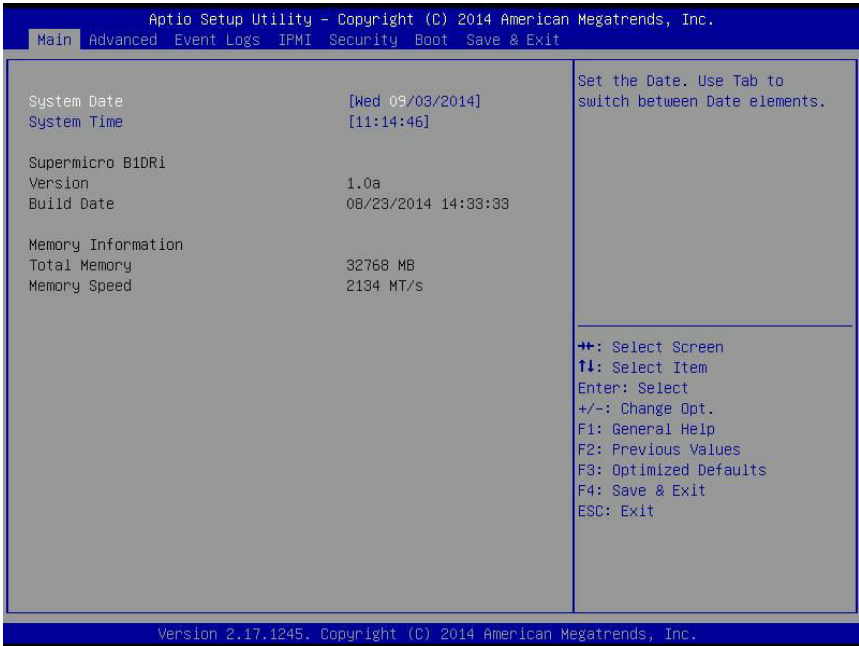 Aptio Setup Utility – Copyright (C) 2014 American Megatrends, Inc.
Main Advanced Event Logs IPMI Security Boot Save & Exit
System Date [Wed 09/03/2014]
System Time [11:14:46]
Supermicro B1DRi
Version 1.0a
Build Date 08/23/2014 14:33:33
Memory Information
Total Memory 32768 MB
Memory Speed 2134 MT/s
Set the Date. Use Tab to
switch between Date elements.
→←: Select Screen
↑↓: Select Item
Enter: Select
+/-: Change Opt.
F1: General Help
F2: Previous Values
F3: Optimized Defaults
F4: Save & Exit
ESC: Exit
Version 2.17.1245. Copyright (C) 2014 American Megatrends, Inc.